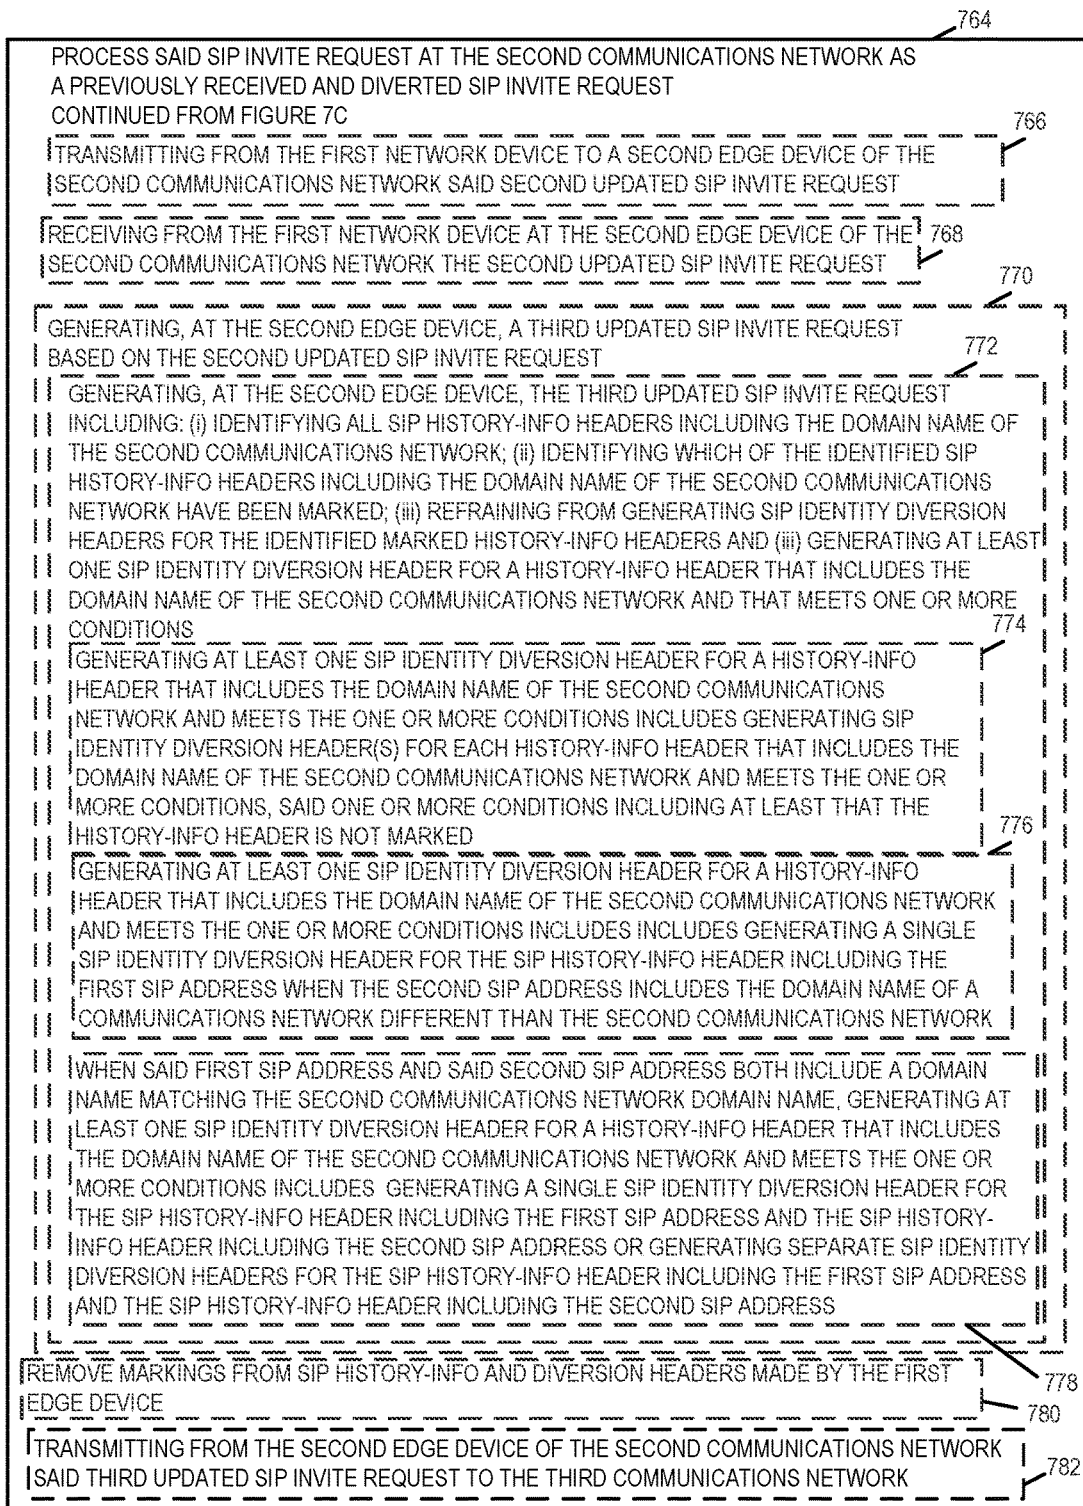 764
PROCESS SAID SIP INVITE REQUEST AT THE SECOND COMMUNICATIONS NETWORK AS
A PREVIOUSLY RECEIVED AND DIVERTED SIP INVITE REQUEST
CONTINUED FROM FIGURE 7C
766
TRANSMITTING FROM THE FIRST NETWORK DEVICE TO A SECOND EDGE DEVICE OF THE
SECOND COMMUNICATIONS NETWORK SAID SECOND UPDATED SIP INVITE REQUEST
RECEIVING FROM THE FIRST NETWORK DEVICE AT THE SECOND EDGE DEVICE OF THE
768
SECOND COMMUNICATIONS NETWORK THE SECOND UPDATED SIP INVITE REQUEST
770
GENERATING, AT THE SECOND EDGE DEVICE, A THIRD UPDATED SIP INVITE REQUEST
BASED ON THE SECOND UPDATED SIP INVITE REQUEST
772
GENERATING, AT THE SECOND EDGE DEVICE, THE THIRD UPDATED SIP INVITE REQUEST
INCLUDING: (i) IDENTIFYING ALL SIP HISTORY-INFO HEADERS INCLUDING THE DOMAIN NAME OF
THE SECOND COMMUNICATIONS NETWORK; (ii) IDENTIFYING WHICH OF THE IDENTIFIED SIP
HISTORY-INFO HEADERS INCLUDING THE DOMAIN NAME OF THE SECOND COMMUNICATIONS
NETWORK HAVE BEEN MARKED; (iii) REFRAINING FROM GENERATING SIP IDENTITY DIVERSION
HEADERS FOR THE IDENTIFIED MARKED HISTORY-INFO HEADERS AND (iii) GENERATING AT LEAST
ONE SIP IDENTITY DIVERSION HEADER FOR A HISTORY-INFO HEADER THAT INCLUDES THE
DOMAIN NAME OF THE SECOND COMMUNICATIONS NETWORK AND THAT MEETS ONE OR MORE
CONDITIONS
774
GENERATING AT LEAST ONE SIP IDENTITY DIVERSION HEADER FOR A HISTORY-INFO
HEADER THAT INCLUDES THE DOMAIN NAME OF THE SECOND COMMUNICATIONS
NETWORK AND MEETS THE ONE OR MORE CONDITIONS INCLUDES GENERATING SIP
IDENTITY DIVERSION HEADER(S) FOR EACH HISTORY-INFO HEADER THAT INCLUDES THE
DOMAIN NAME OF THE SECOND COMMUNICATIONS NETWORK AND MEETS THE ONE OR
MORE CONDITIONS, SAID ONE OR MORE CONDITIONS INCLUDING AT LEAST THAT THE
HISTORY-INFO HEADER IS NOT MARKED
776
GENERATING AT LEAST ONE SIP IDENTITY DIVERSION HEADER FOR A HISTORY-INFO
HEADER THAT INCLUDES THE DOMAIN NAME OF THE SECOND COMMUNICATIONS NETWORK
AND MEETS THE ONE OR MORE CONDITIONS INCLUDES INCLUDES GENERATING A SINGLE
SIP IDENTITY DIVERSION HEADER FOR THE SIP HISTORY-INFO HEADER INCLUDING THE
FIRST SIP ADDRESS WHEN THE SECOND SIP ADDRESS INCLUDES THE DOMAIN NAME OF A
COMMUNICATIONS NETWORK DIFFERENT THAN THE SECOND COMMUNICATIONS NETWORK
WHEN SAID FIRST SIP ADDRESS AND SAID SECOND SIP ADDRESS BOTH INCLUDE A DOMAIN
NAME MATCHING THE SECOND COMMUNICATIONS NETWORK DOMAIN NAME, GENERATING AT
LEAST ONE SIP IDENTITY DIVERSION HEADER FOR A HISTORY-INFO HEADER THAT INCLUDES
THE DOMAIN NAME OF THE SECOND COMMUNICATIONS NETWORK AND MEETS THE ONE OR
MORE CONDITIONS INCLUDES GENERATING A SINGLE SIP IDENTITY DIVERSION HEADER FOR
THE SIP HISTORY-INFO HEADER INCLUDING THE FIRST SIP ADDRESS AND THE SIP HISTORY-
INFO HEADER INCLUDING THE SECOND SIP ADDRESS OR GENERATING SEPARATE SIP IDENTITY
DIVERSION HEADERS FOR THE SIP HISTORY-INFO HEADER INCLUDING THE FIRST SIP ADDRESS
AND THE SIP HISTORY-INFO HEADER INCLUDING THE SECOND SIP ADDRESS
778
REMOVE MARKINGS FROM SIP HISTORY-INFO AND DIVERSION HEADERS MADE BY THE FIRST
EDGE DEVICE
780
TRANSMITTING FROM THE SECOND EDGE DEVICE OF THE SECOND COMMUNICATIONS NETWORK
SAID THIRD UPDATED SIP INVITE REQUEST TO THE THIRD COMMUNICATIONS NETWORK
782